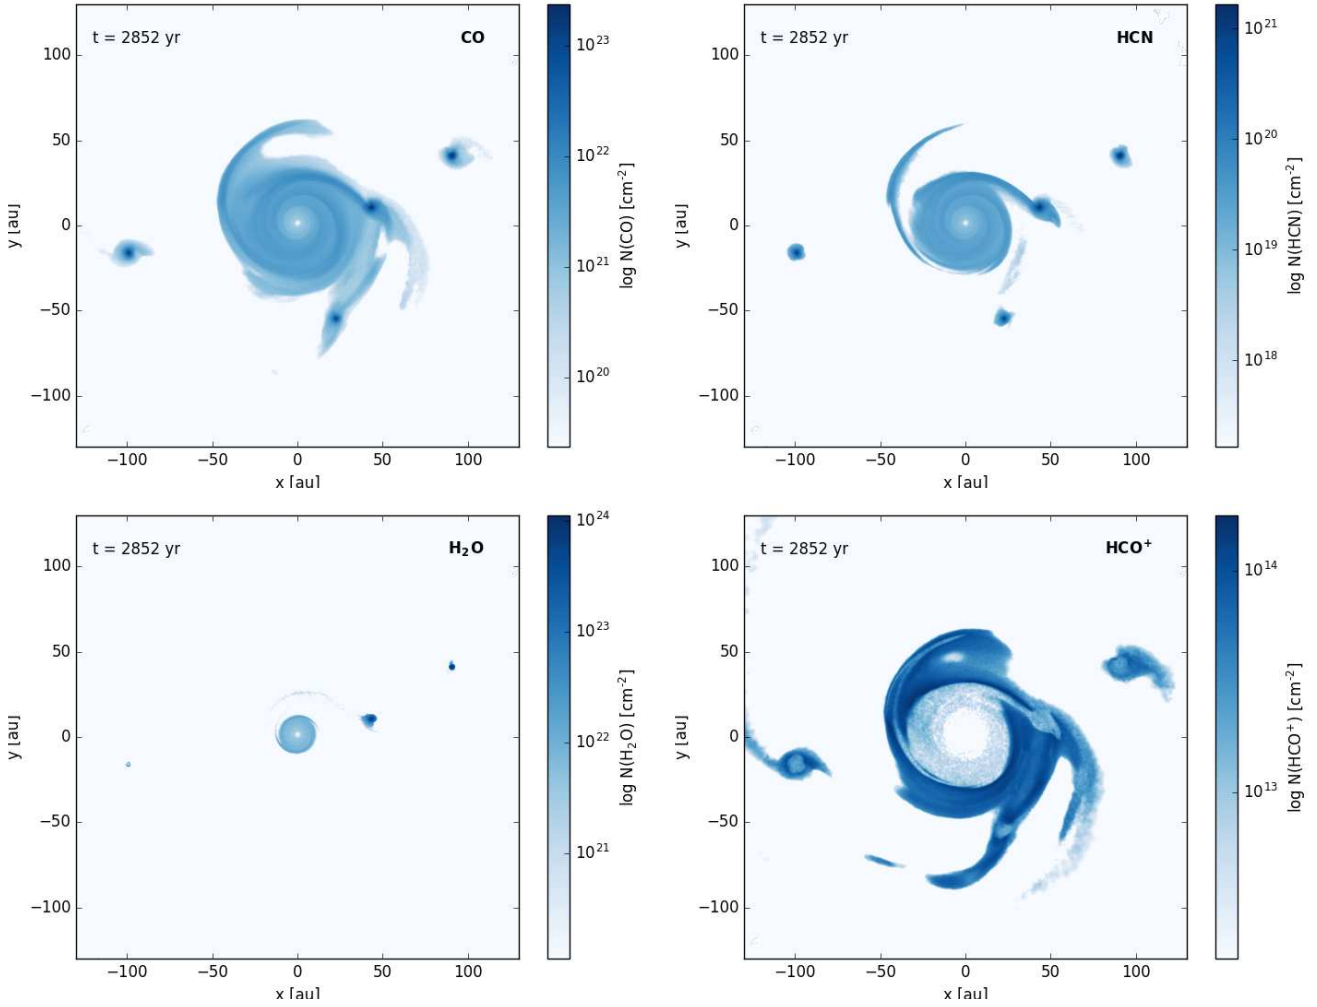 t = 2852 yr CO
100
50
0
−50
−100
y [au]
−100 −50 0 50 100
x [au]
10^23
10^22
10^21
10^20
log N(CO) [cm^-2]
t = 2852 yr HCN
100
50
0
−50
−100
y [au]
−100 −50 0 50 100
x [au]
10^21
10^20
10^19
10^18
log N(HCN) [cm^-2]
t = 2852 yr H₂O
100
50
0
−50
−100
y [au]
−100 −50 0 50 100
x [au]
10^24
10^23
10^22
10^21
log N(H₂O) [cm^-2]
t = 2852 yr HCO⁺
100
50
0
−50
−100
y [au]
−100 −50 0 50 100
x [au]
10^14
10^13
log N(HCO⁺) [cm^-2]